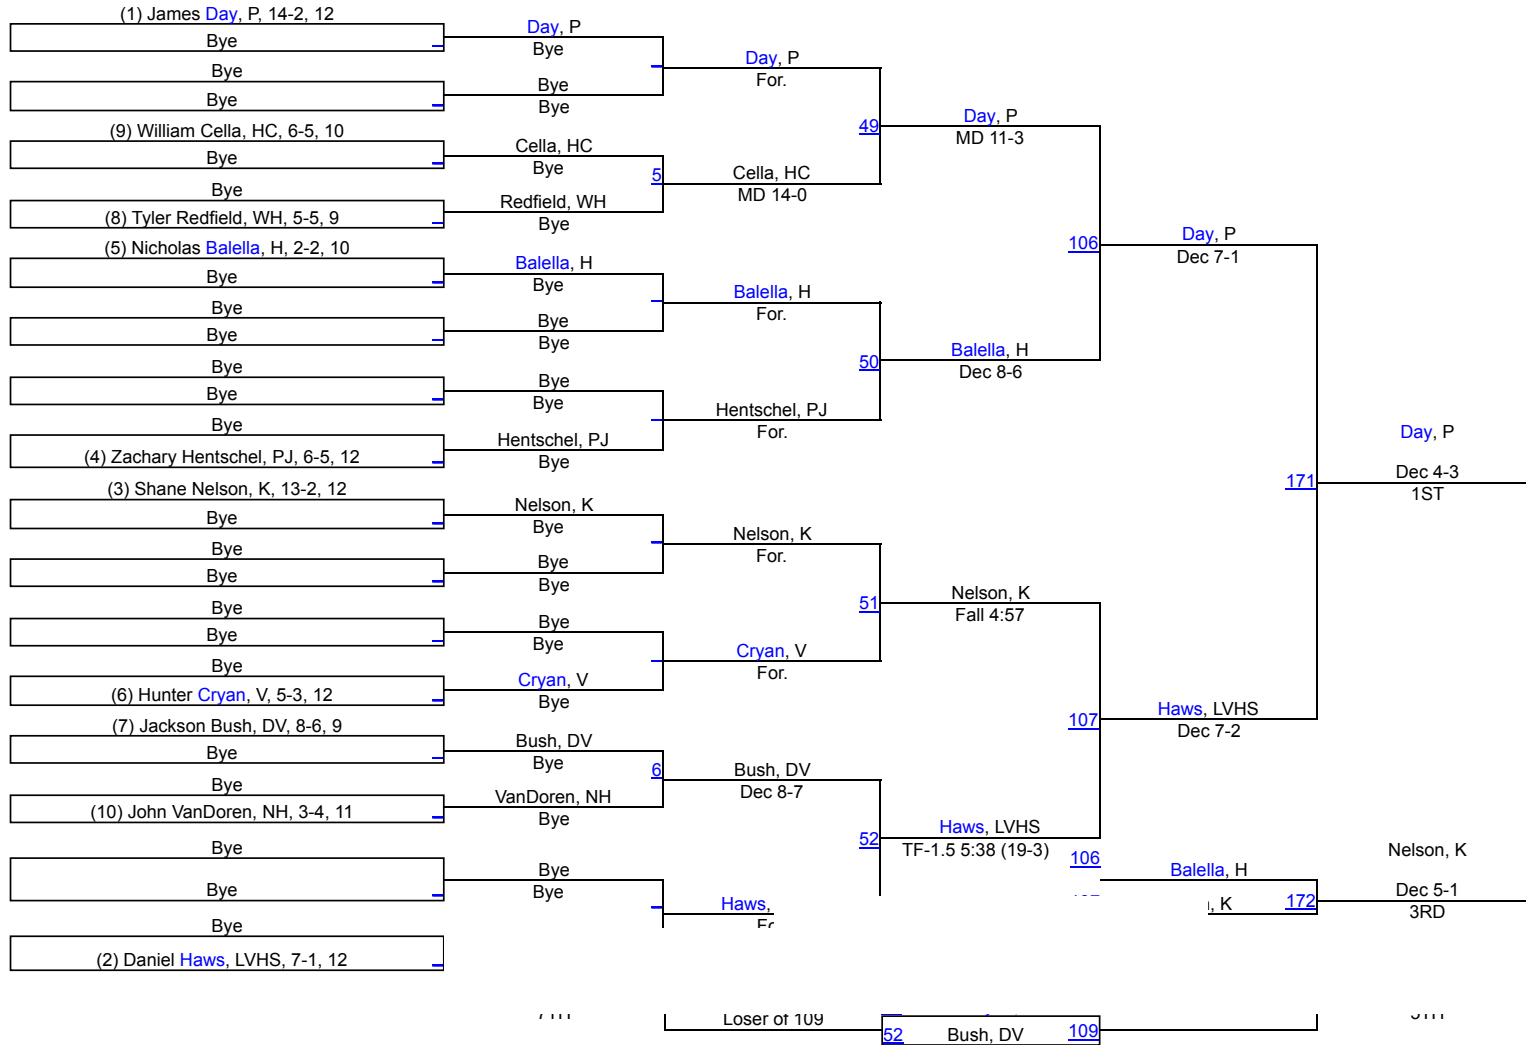 (1) James Day, P, 14-2, 12
Bye
Bye
Bye
(9) William Cella, HC, 6-5, 10
Bye
Bye
(8) Tyler Redfield, WH, 5-5, 9
(5) Nicholas Balella, H, 2-2, 10
Bye
Bye
Bye
Bye
Bye
Bye
(4) Zachary Hentschel, PJ, 6-5, 12
(3) Shane Nelson, K, 13-2, 12
Bye
Bye
Bye
Bye
Bye
Bye
(6) Hunter Cryan, V, 5-3, 12
(7) Jackson Bush, DV, 8-6, 9
Bye
Bye
(10) John VanDoren, NH, 3-4, 11
Bye
Bye
Bye
(2) Daniel Haws, LVHS, 7-1, 12
Day, P
Bye
Bye
Bye
Cella, HC
Bye
5
Redfield, WH
Bye
Balella, H
Bye
Bye
Bye
Bye
Bye
Hentschel, PJ
Bye
Nelson, K
Bye
Bye
Bye
Bye
Bye
Cryan, V
Bye
Bush, DV
Bye
6
VanDoren, NH
Bye
Bye
Bye
Day, P
For.
49
Cella, HC
MD 14-0
Balella, H
For.
50
Hentschel, PJ
For.
Nelson, K
For.
51
Cryan, V
For.
Bush, DV
Dec 8-7
52
Haws,
Loser of 109
Day, P
MD 11-3
106
Balella, H
Dec 8-6
Nelson, K
Fall 4:57
107
Haws, LVHS
TF-1.5 5:38 (19-3)
Day, P
Dec 7-1
171
Haws, LVHS
Dec 7-2
Day, P
Dec 4-3
1ST
106
Balella, H
, K
172
Nelson, K
Dec 5-1
3RD
52
Bush, DV
109